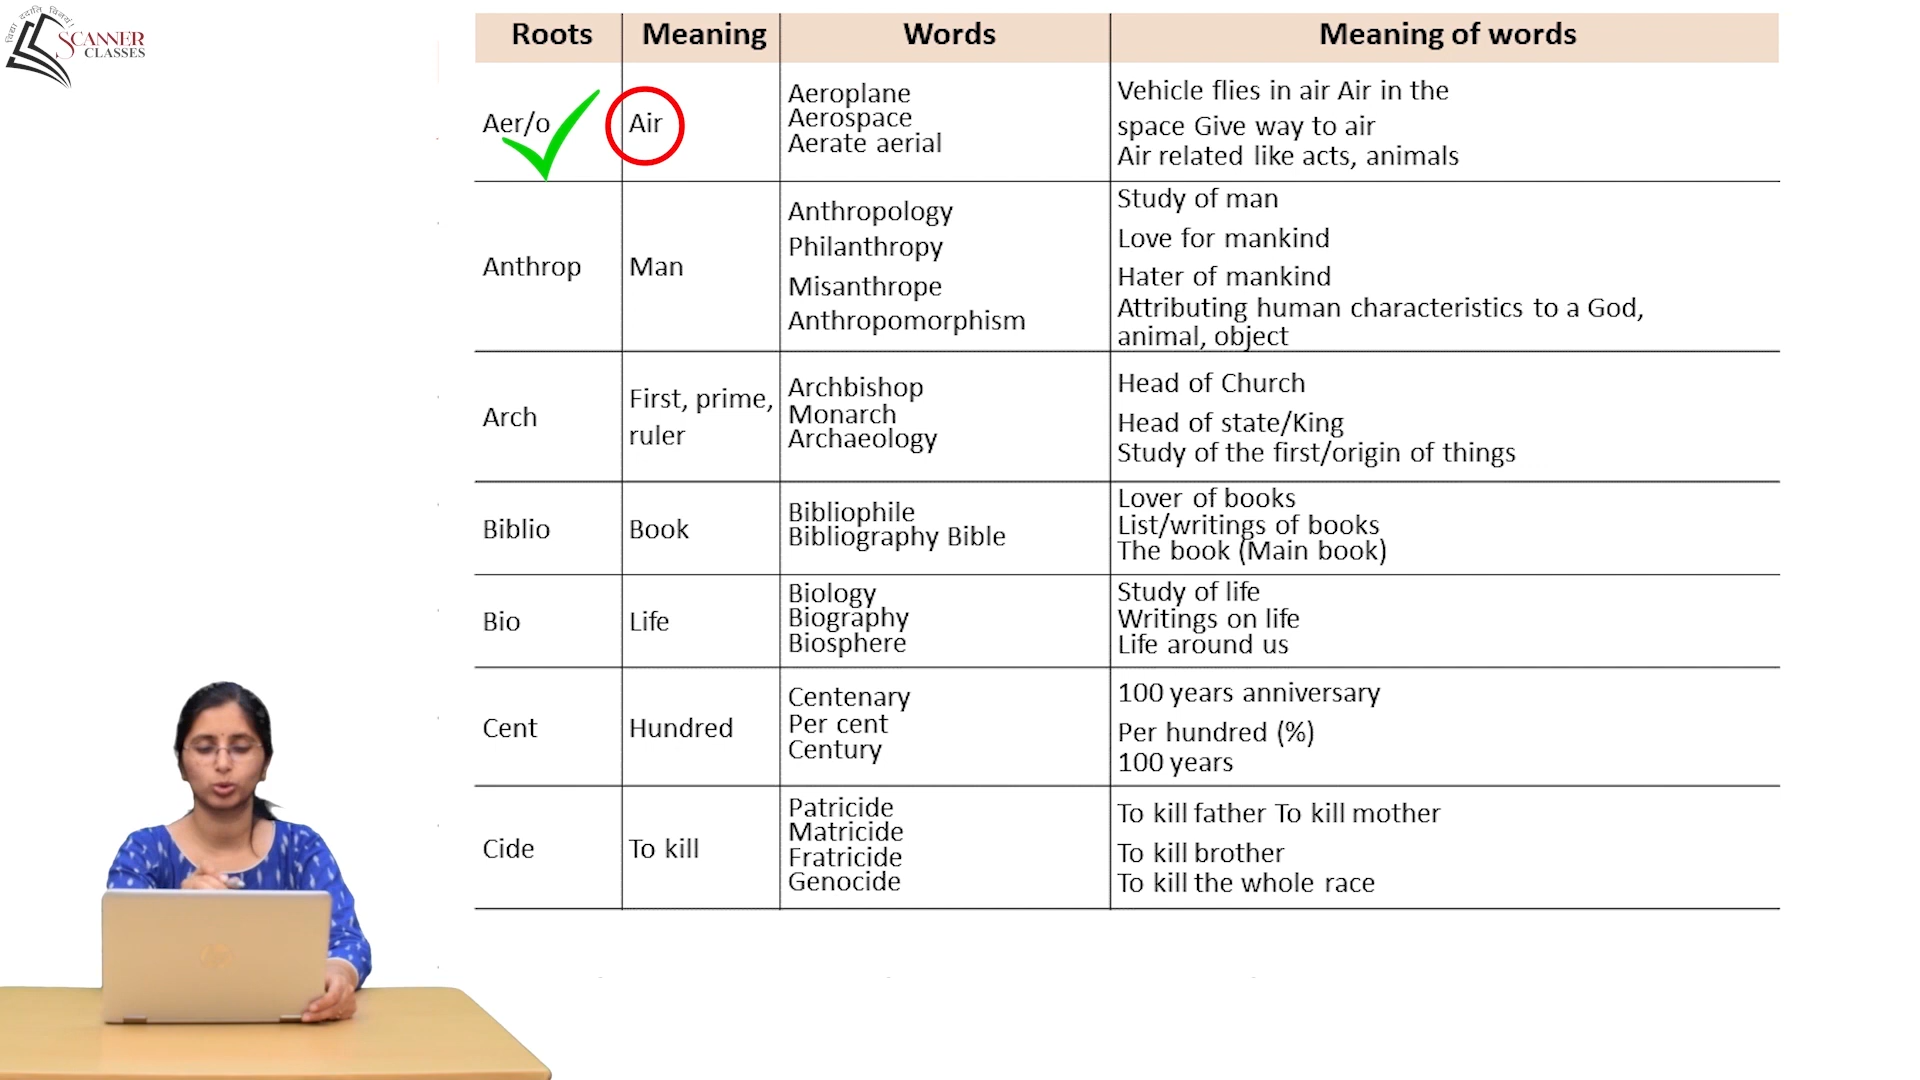 विद्या ददाति विनयं
SCANNER
CLASSES
Roots Meaning Words Meaning of words
Aer/o
Air
Aeroplane
Aerospace
Aerate aerial
Vehicle flies in air Air in the
space Give way to air
Air related like acts, animals
Anthrop
Man
Anthropology
Philanthropy
Misanthrope
Anthropomorphism
Study of man
Love for mankind
Hater of mankind
Attributing human characteristics to a God,
animal, object
Arch
First, prime,
ruler
Archbishop
Monarch
Archaeology
Head of Church
Head of state/King
Study of the first/origin of things
Biblio
Book
Bibliophile
Bibliography Bible
Lover of books
List/writings of books
The book (Main book)
Bio
Life
Biology
Biography
Biosphere
Study of life
Writings on life
Life around us
Cent
Hundred
Centenary
Per cent
Century
100 years anniversary
Per hundred (%)
100 years
Cide
To kill
Patricide
Matricide
Fratricide
Genocide
To kill father To kill mother
To kill brother
To kill the whole race
hp